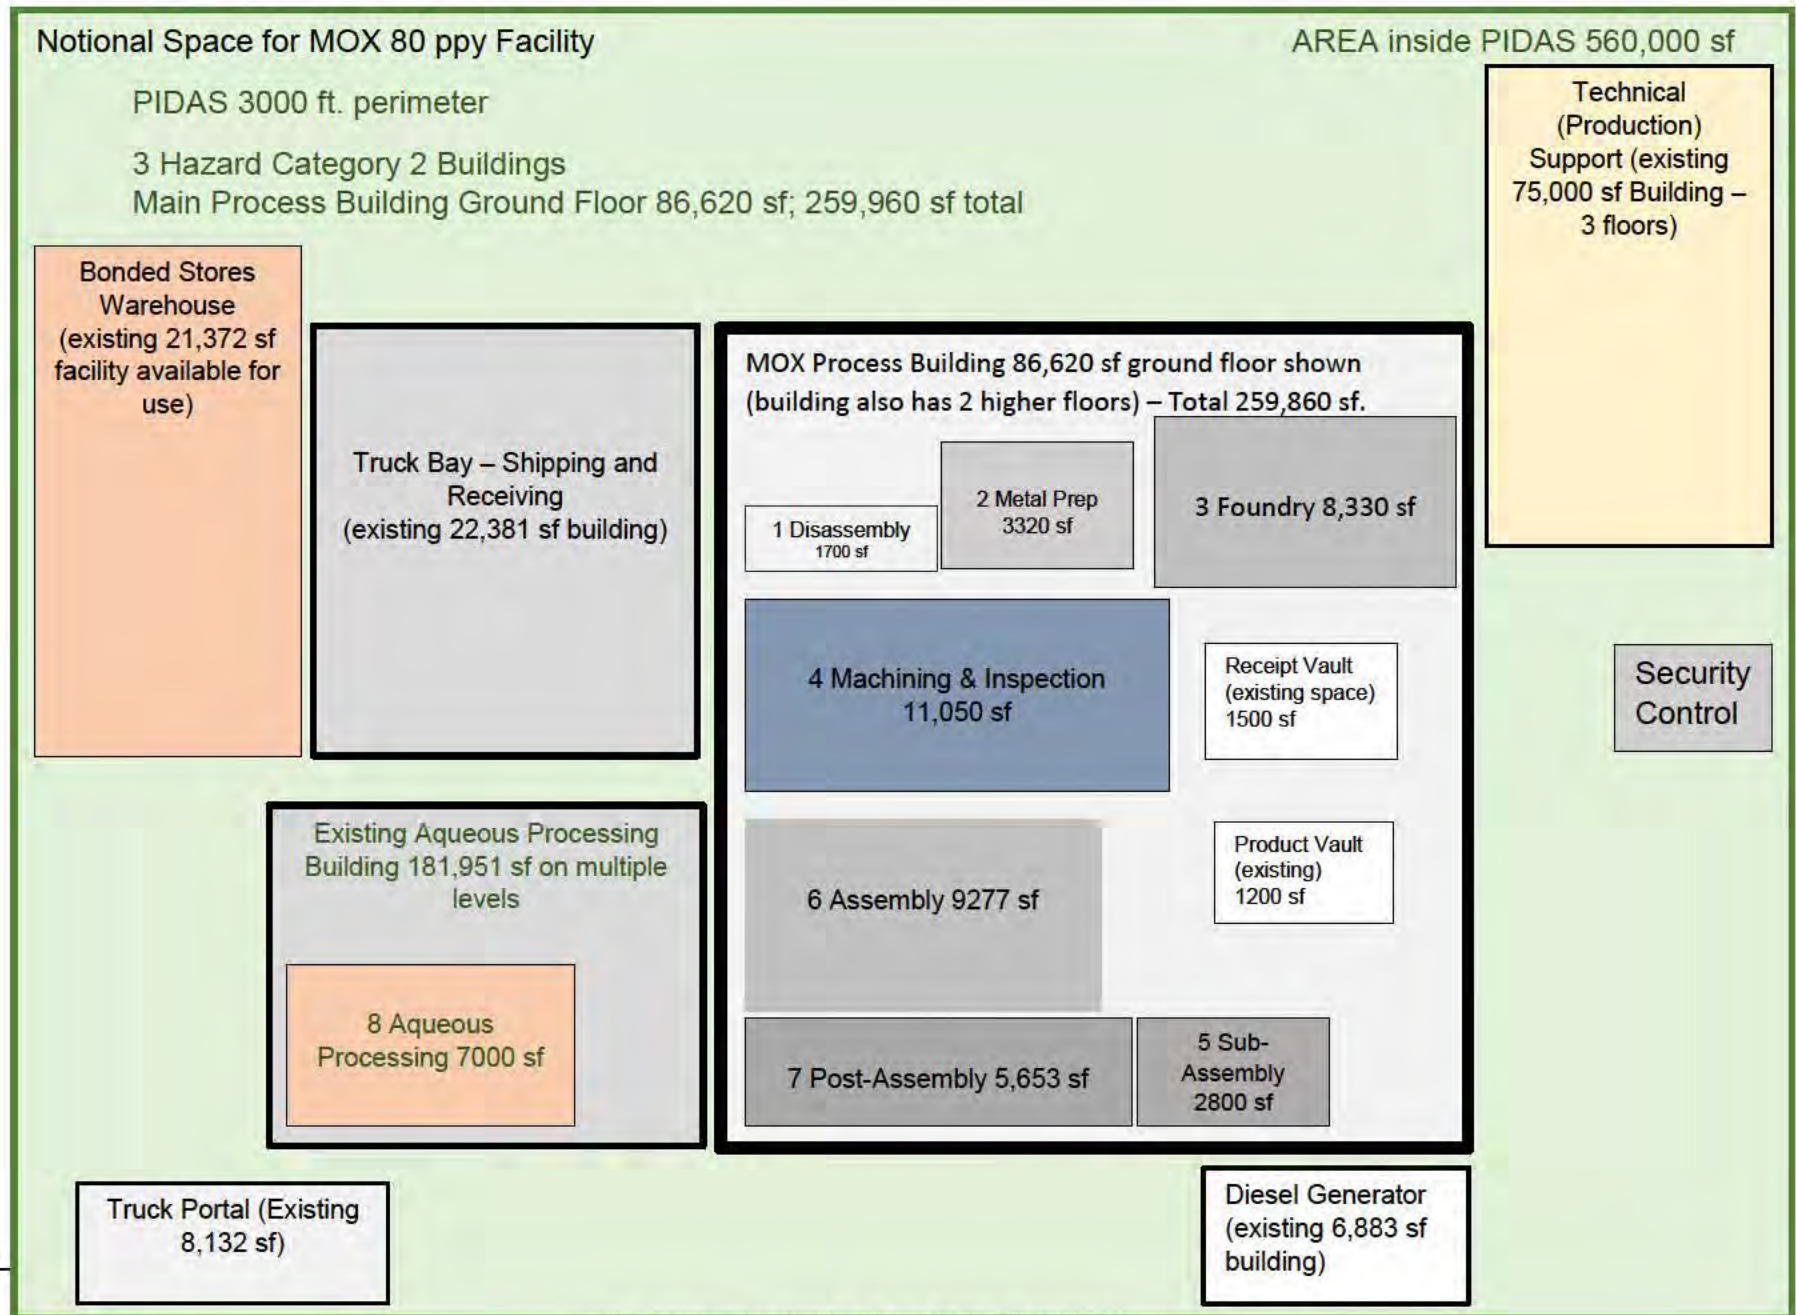 Notional Space for MOX 80 ppy Facility
AREA inside PIDAS 560,000 sf
PIDAS 3000 ft. perimeter
3 Hazard Category 2 Buildings
Main Process Building Ground Floor 86,620 sf; 259,960 sf total
Technical
(Production)
Support (existing
75,000 sf Building –
3 floors)
Bonded Stores
Warehouse
(existing 21,372 sf
facility available for
use)
Truck Bay – Shipping and
Receiving
(existing 22,381 sf building)
MOX Process Building 86,620 sf ground floor shown
(building also has 2 higher floors) – Total 259,860 sf.
1 Disassembly
1700 sf
2 Metal Prep
3320 sf
3 Foundry 8,330 sf
4 Machining & Inspection
11,050 sf
Receipt Vault
(existing space)
1500 sf
Security
Control
Existing Aqueous Processing
Building 181,951 sf on multiple
levels
8 Aqueous
Processing 7000 sf
6 Assembly 9277 sf
Product Vault
(existing)
1200 sf
7 Post-Assembly 5,653 sf
5 Sub-
Assembly
2800 sf
Truck Portal (Existing
8,132 sf)
Diesel Generator
(existing 6,883 sf
building)